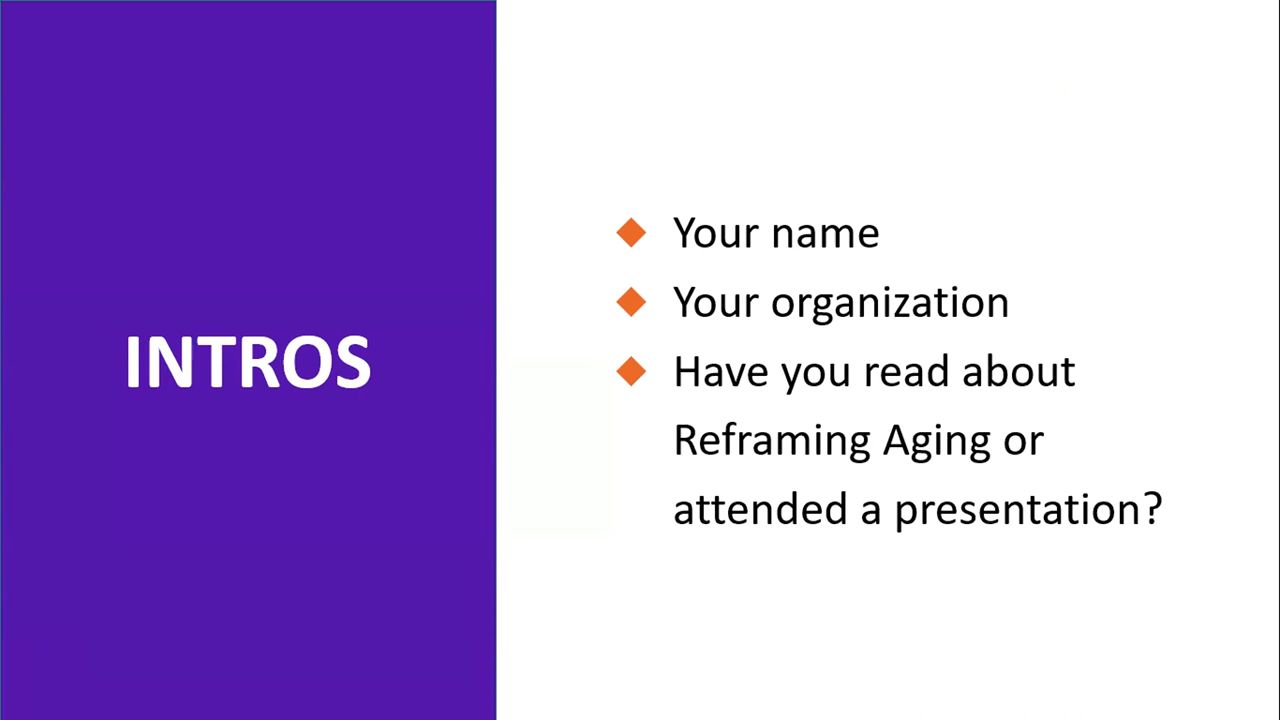 INTROS
Your name
Your organization
Have you read about
Reframing Aging or
attended a presentation?